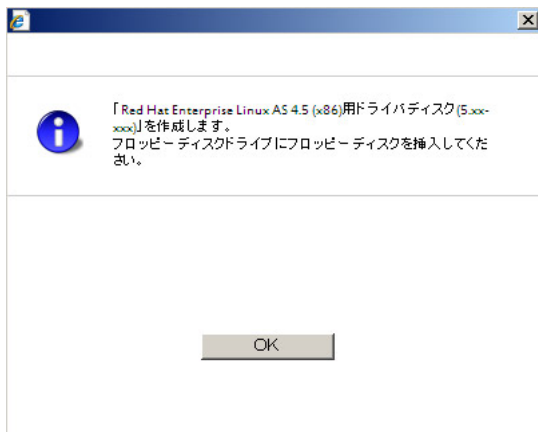 「Red Hat Enterprise Linux AS 4.5 (x86)用ドライバディスク(5.xx-
xxx)」を作成します。
フロッピーディスクドライブにフロッピーディスクを挿入してくだ
さい。
OK